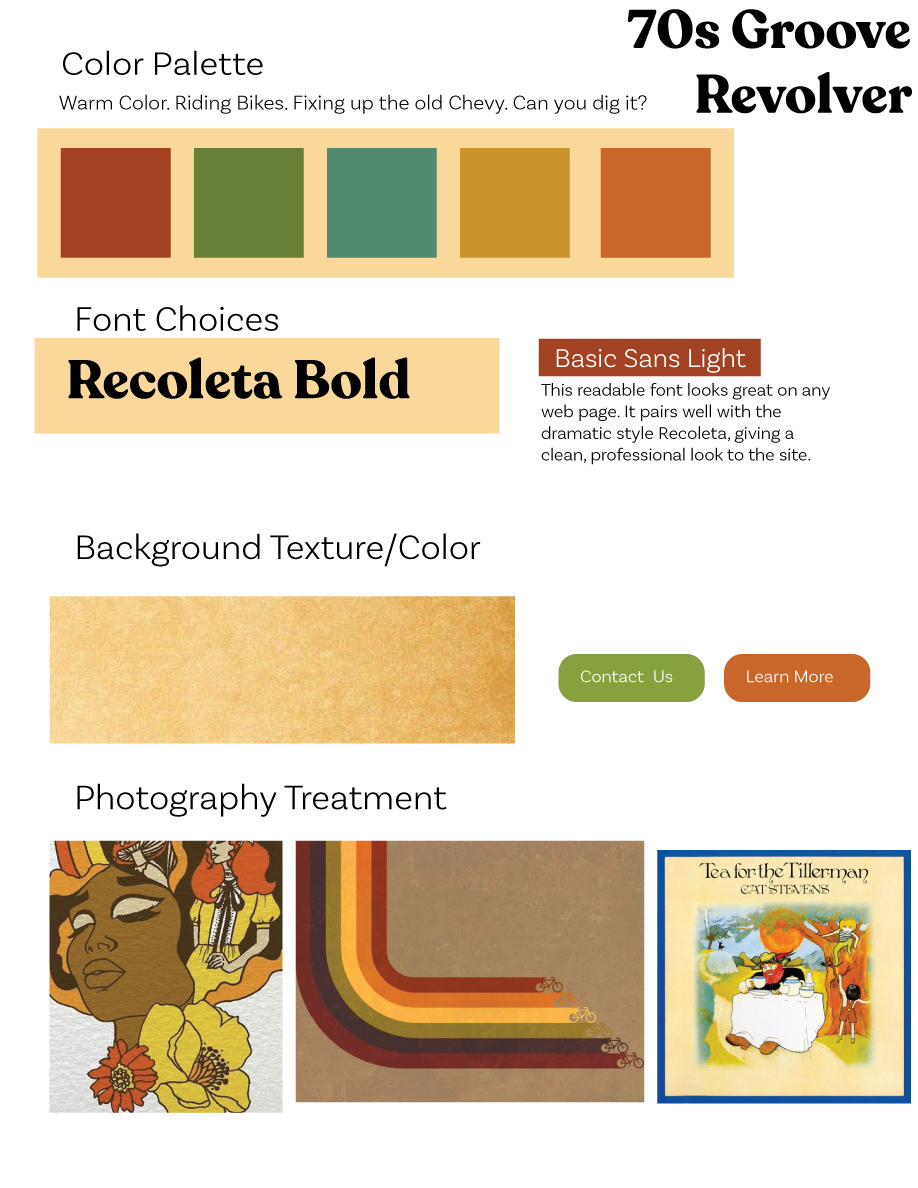 70s Groove
Revolver
Color Palette
Warm Color. Riding Bikes. Fixing up the old Chevy. Can you dig it?
Font Choices
Recoleta Bold
Basic Sans Light
This readable font looks great on any
web page. It pairs well with the
dramatic style Recoleta, giving a
clean, professional look to the site.
Background Texture/Color
Contact  Us
Learn More
Photography Treatment
Tea for the Tillerman
CAT STEVENS